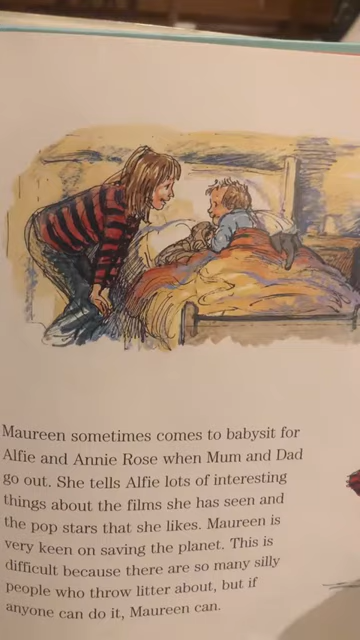 Maureen sometimes comes to babysit for
Alfie and Annie Rose when Mum and Dad
go out. She tells Alfie lots of interesting
things about the films she has seen and
the pop stars that she likes. Maureen is
very keen on saving the planet. This is
difficult because there are so many silly
people who throw litter about, but if
anyone can do it, Maureen can.